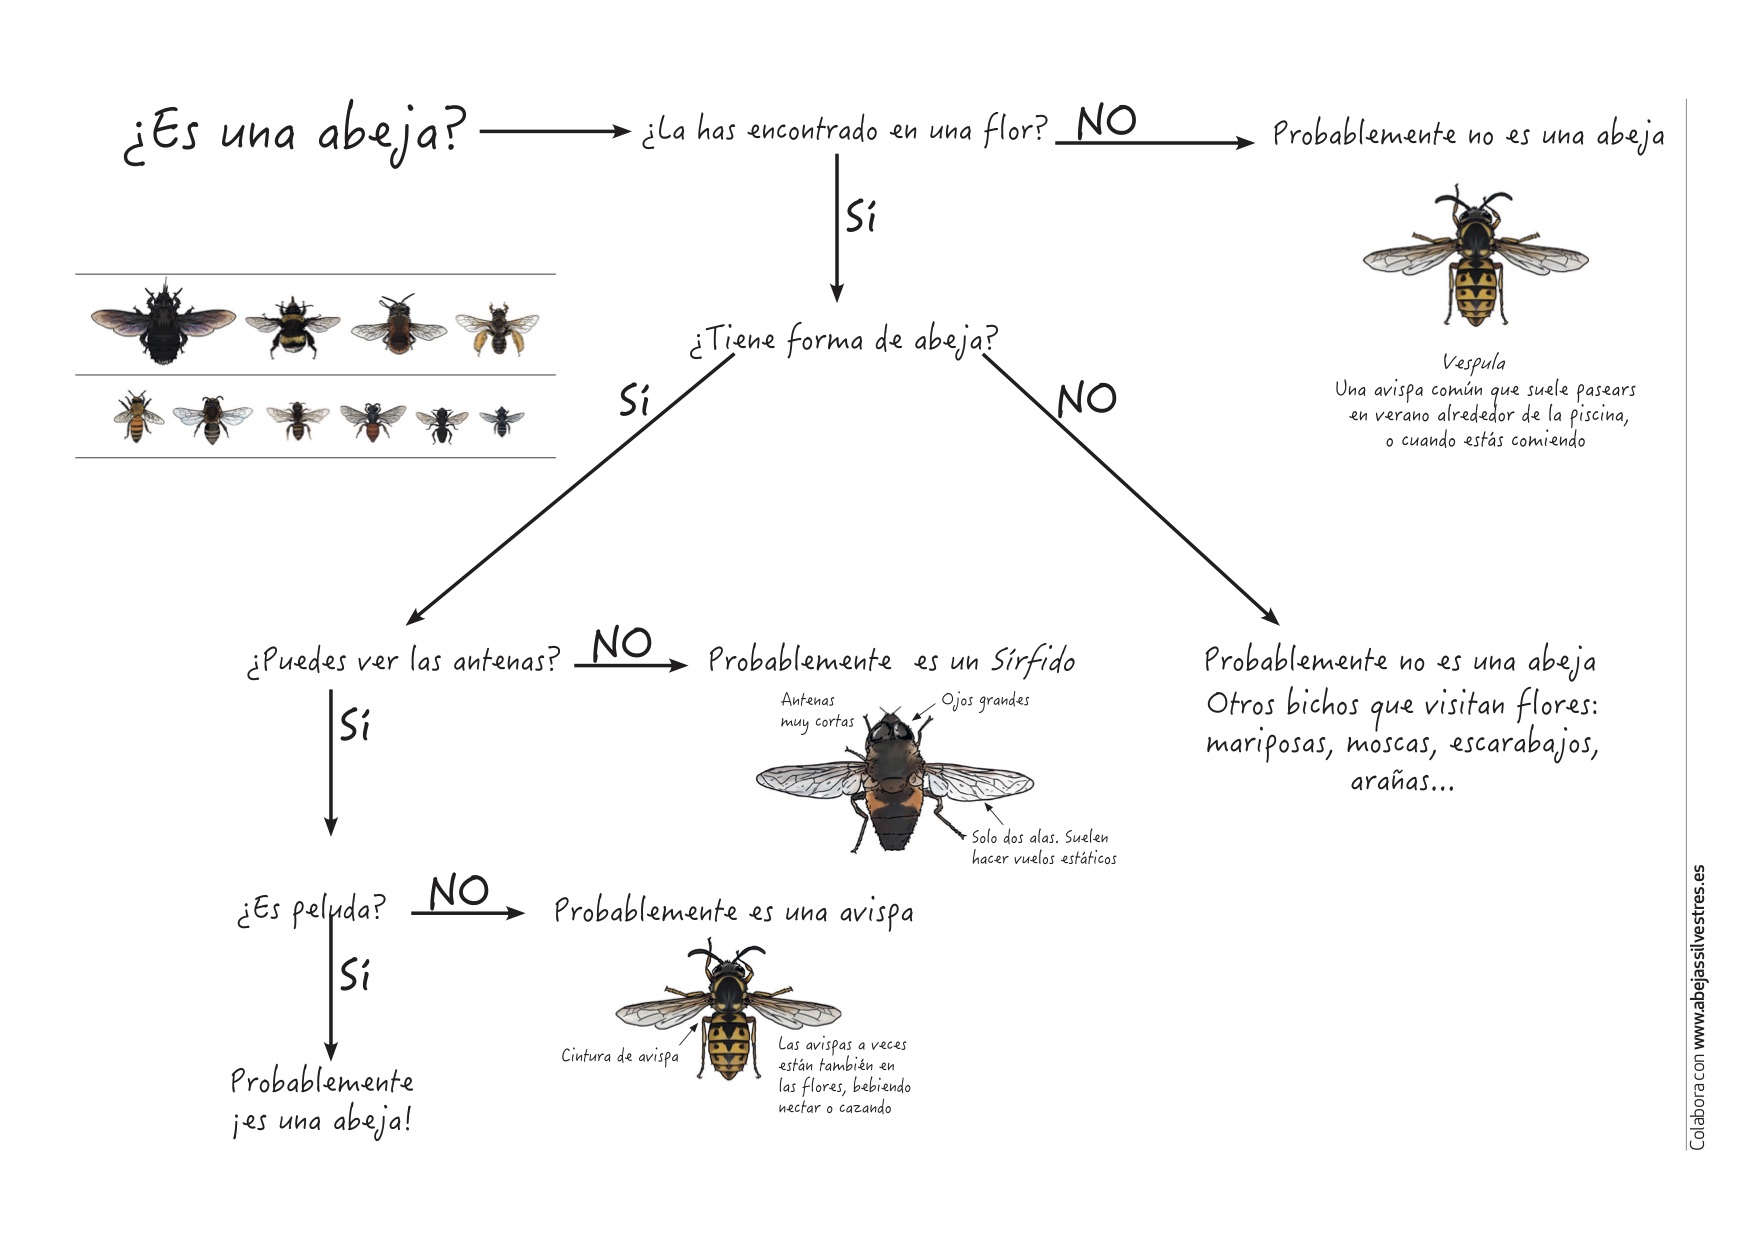 ¿Es una abeja?
¿La has encontrado en una flor?
NO
Probablemente no es una abeja
Vespula
Una avispa común que suele pasears
en verano alrededor de la piscina,
o cuando estás comiendo
Sí
¿Tiene forma de abeja?
Sí
NO
¿Puedes ver las antenas?
NO
Probablemente es un Sírfido
Antenas
muy cortas
Ojos grandes
Solo dos alas. Suelen
hacer vuelos estáticos
Probablemente no es una abeja
Otros bichos que visitan flores:
mariposas, moscas, escarabajos,
arañas...
Sí
¿Es peluda?
NO
Probablemente es una avispa
Cintura de avispa
Las avispas a veces
están también en
las flores, bebiendo
nectar o cazando
Sí
Probablemente
¡es una abeja!
Colabora con www.abejassilvestres.es